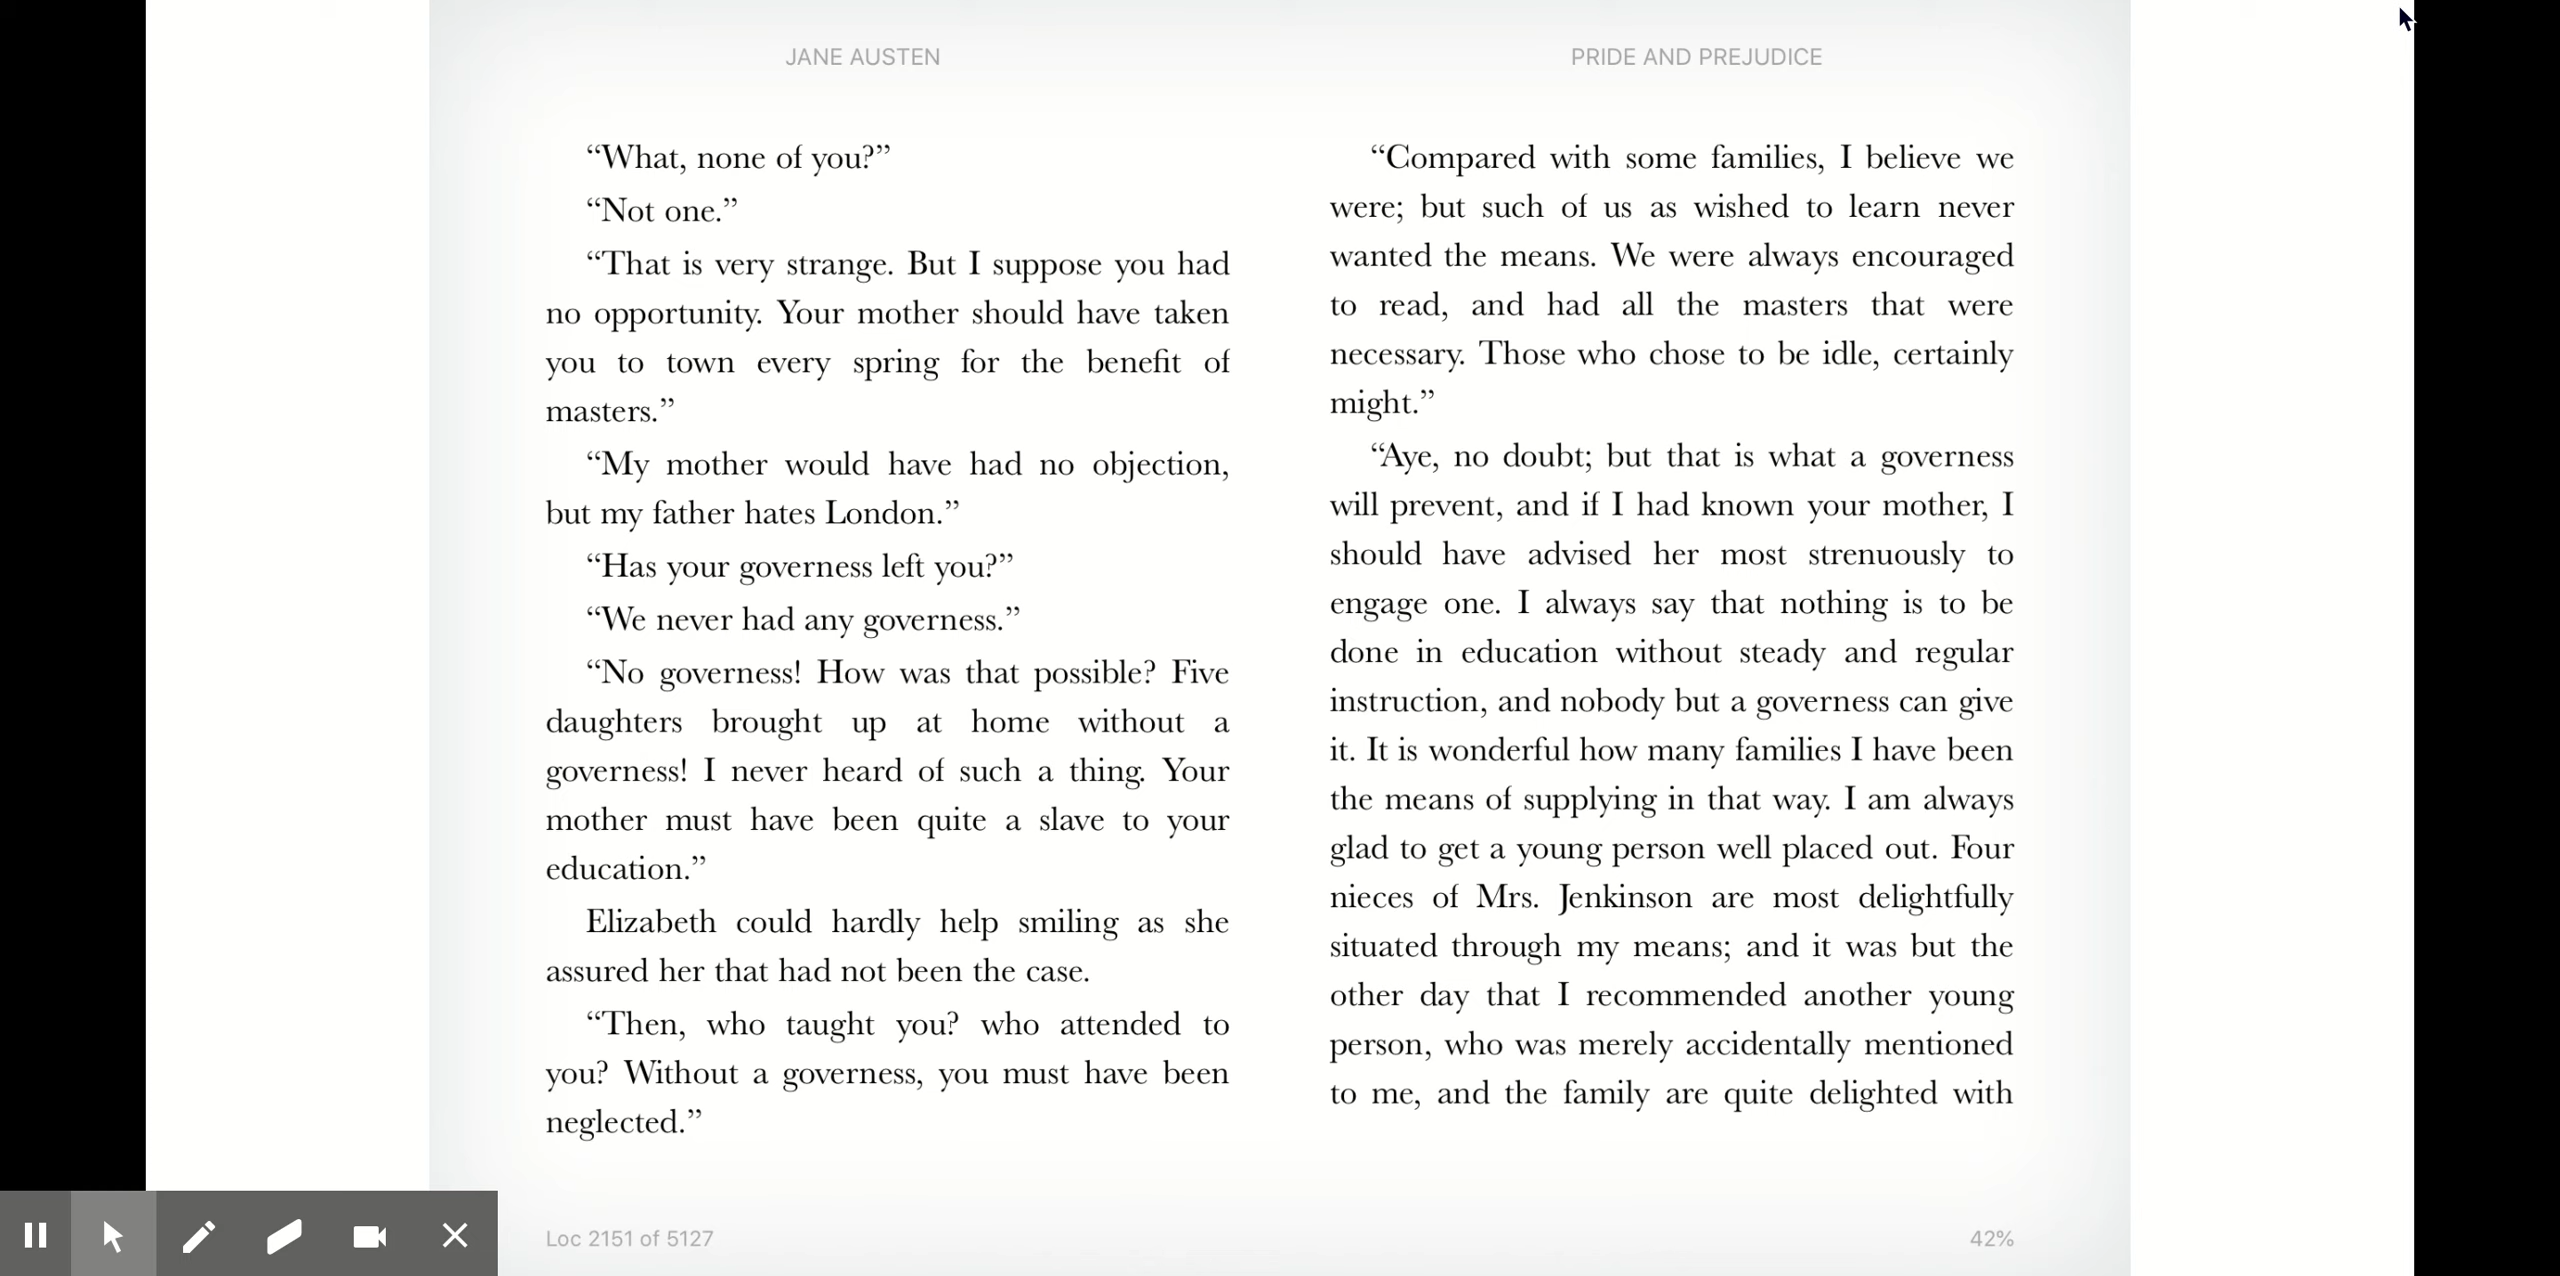 JANE AUSTEN
“What, none of you?”
“Not one.”
“That is very strange. But I suppose you had
no opportunity. Your mother should have taken
you to town every spring for the benefit of
masters.”
“My mother would have had no objection,
but my father hates London.”
“Has your governess left you?”
“We never had any governess.”
“No governess! How was that possible? Five
daughters brought up at home without a
governess! I never heard of such a thing. Your
mother must have been quite a slave to your
education.”
Elizabeth could hardly help smiling as she
assured her that had not been the case.
“Then, who taught you? who attended to
you? Without a governess, you must have been
neglected.”
Loc 2151 of 5127
PRIDE AND PREJUDICE
“Compared with some families, I believe we
were; but such of us as wished to learn never
wanted the means. We were always encouraged
to read, and had all the masters that were
necessary. Those who chose to be idle, certainly
might.”
“Aye, no doubt; but that is what a governess
will prevent, and if I had known your mother, I
should have advised her most strenuously to
engage one. I always say that nothing is to be
done in education without steady and regular
instruction, and nobody but a governess can give
it. It is wonderful how many families I have been
the means of supplying in that way. I am always
glad to get a young person well placed out. Four
nieces of Mrs. Jenkinson are most delightfully
situated through my means; and it was but the
other day that I recommended another young
person, who was merely accidentally mentioned
to me, and the family are quite delighted with
42%